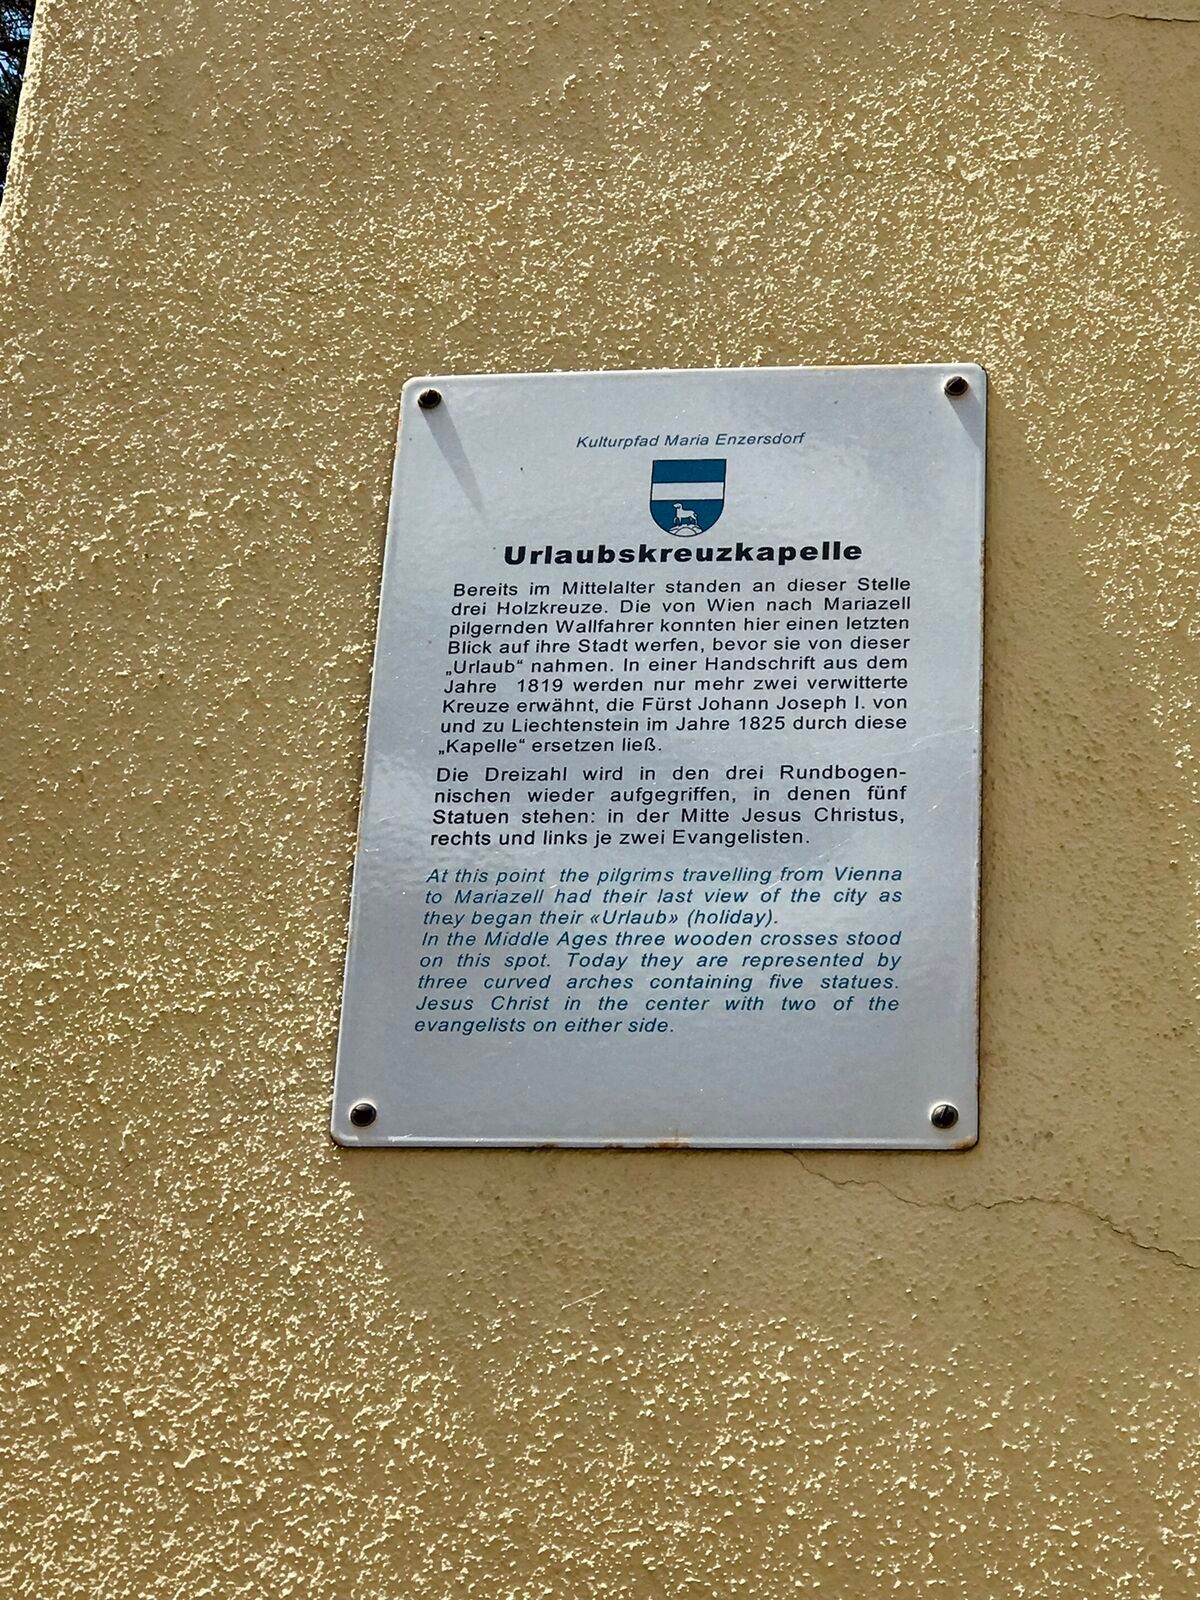 Kulturpfad Maria Enzersdorf
Urlaubskreuzkapelle
Bereits im Mittelalter standen an dieser Stelle
drei Holzkreuze. Die von Wien nach Mariazell
pilgernden Wallfahrer konnten hier einen letzten
Blick auf ihre Stadt werfen, bevor sie von dieser
„Urlaub“ nahmen. In einer Handschrift aus dem
Jahre 1819 werden nur mehr zwei verwitterte
Kreuze erwähnt, die Fürst Johann Joseph I. von
und zu Liechtenstein im Jahre 1825 durch diese
„Kapelle“ ersetzen ließ.
Die Dreizahl wird in den drei Rundbogen-
nischen wieder aufgegriffen, in denen fünf
Statuen stehen: in der Mitte Jesus Christus,
rechts und links je zwei Evangelisten.
At this point the pilgrims travelling from Vienna
to Mariazell had their last view of the city as
they began their «Urlaub» (holiday).
In the Middle Ages three wooden crosses stood
on this spot. Today they are represented by
three curved arches containing five statues.
Jesus Christ in the center with two of the
evangelists on either side.